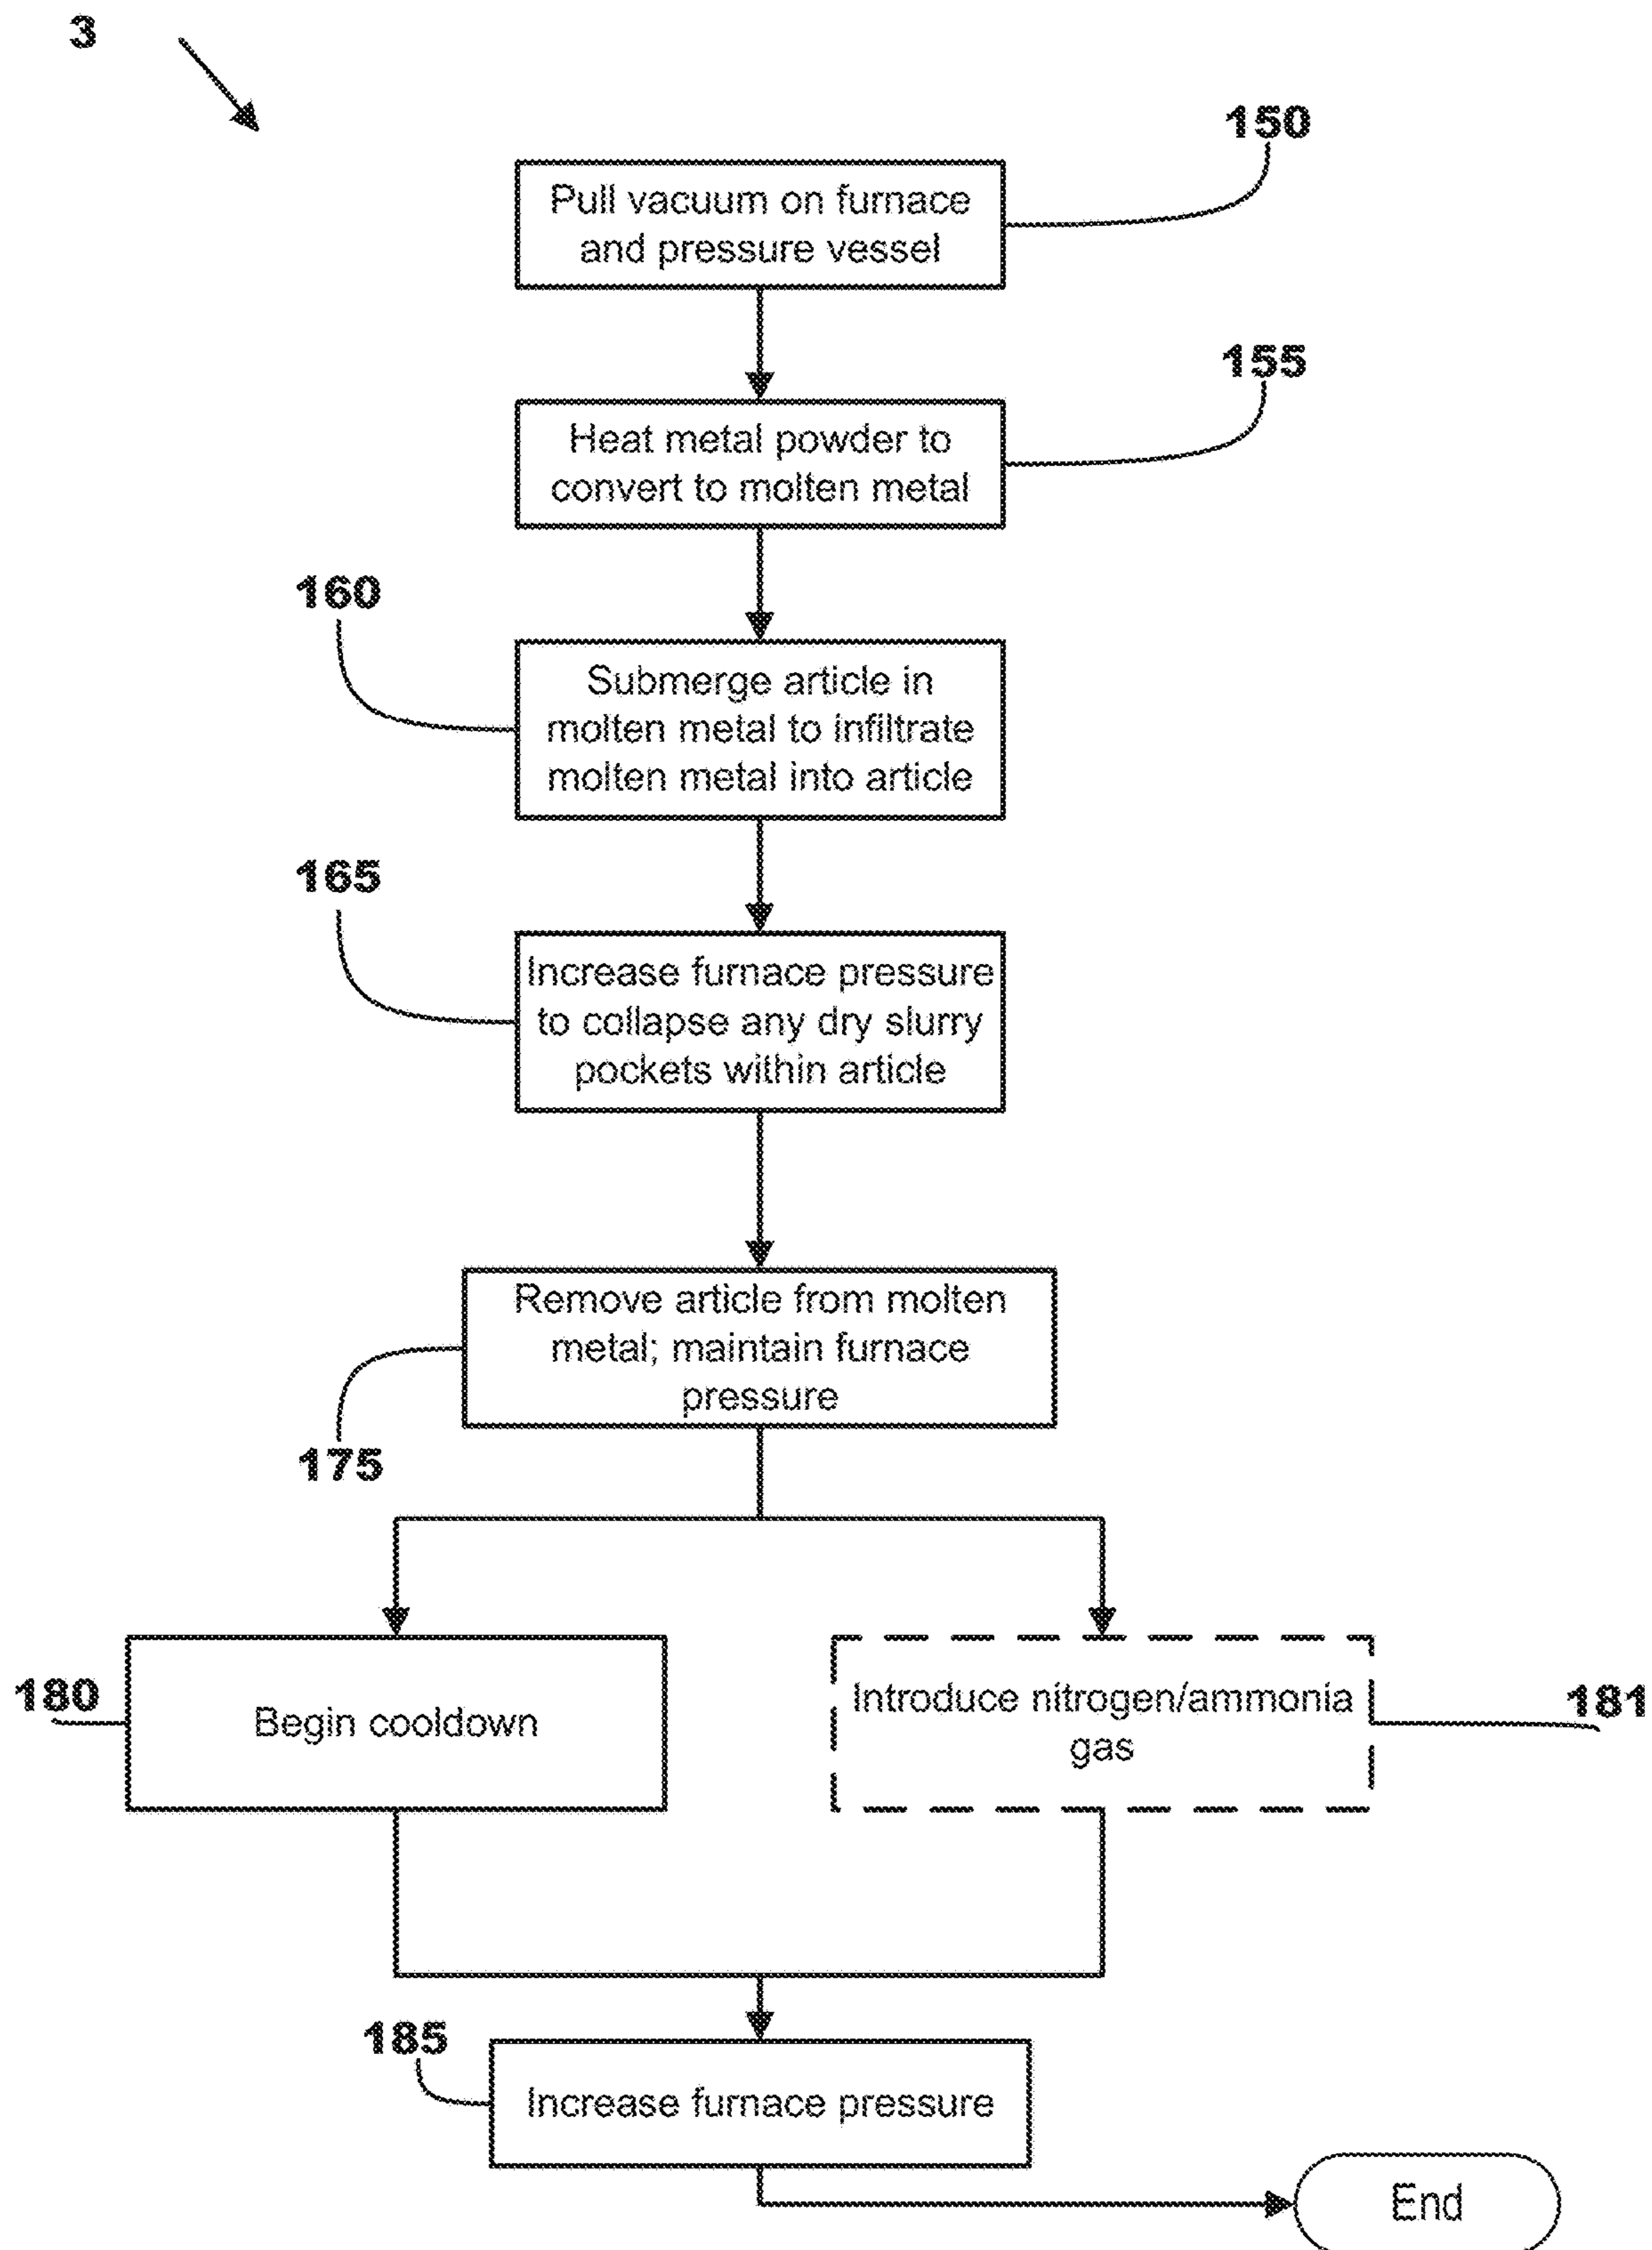 3
150
Pull vacuum on furnace
and pressure vessel
155
Heat metal powder to
convert to molten metal
160
Submerge article in
molten metal to infiltrate
molten metal into article
165
Increase furnace pressure
to collapse any dry slurry
pockets within article
Remove article from molten
metal; maintain furnace
pressure
175
180
Begin cooldown
Introduce nitrogen/ammonia
gas
181
185
Increase furnace pressure
End